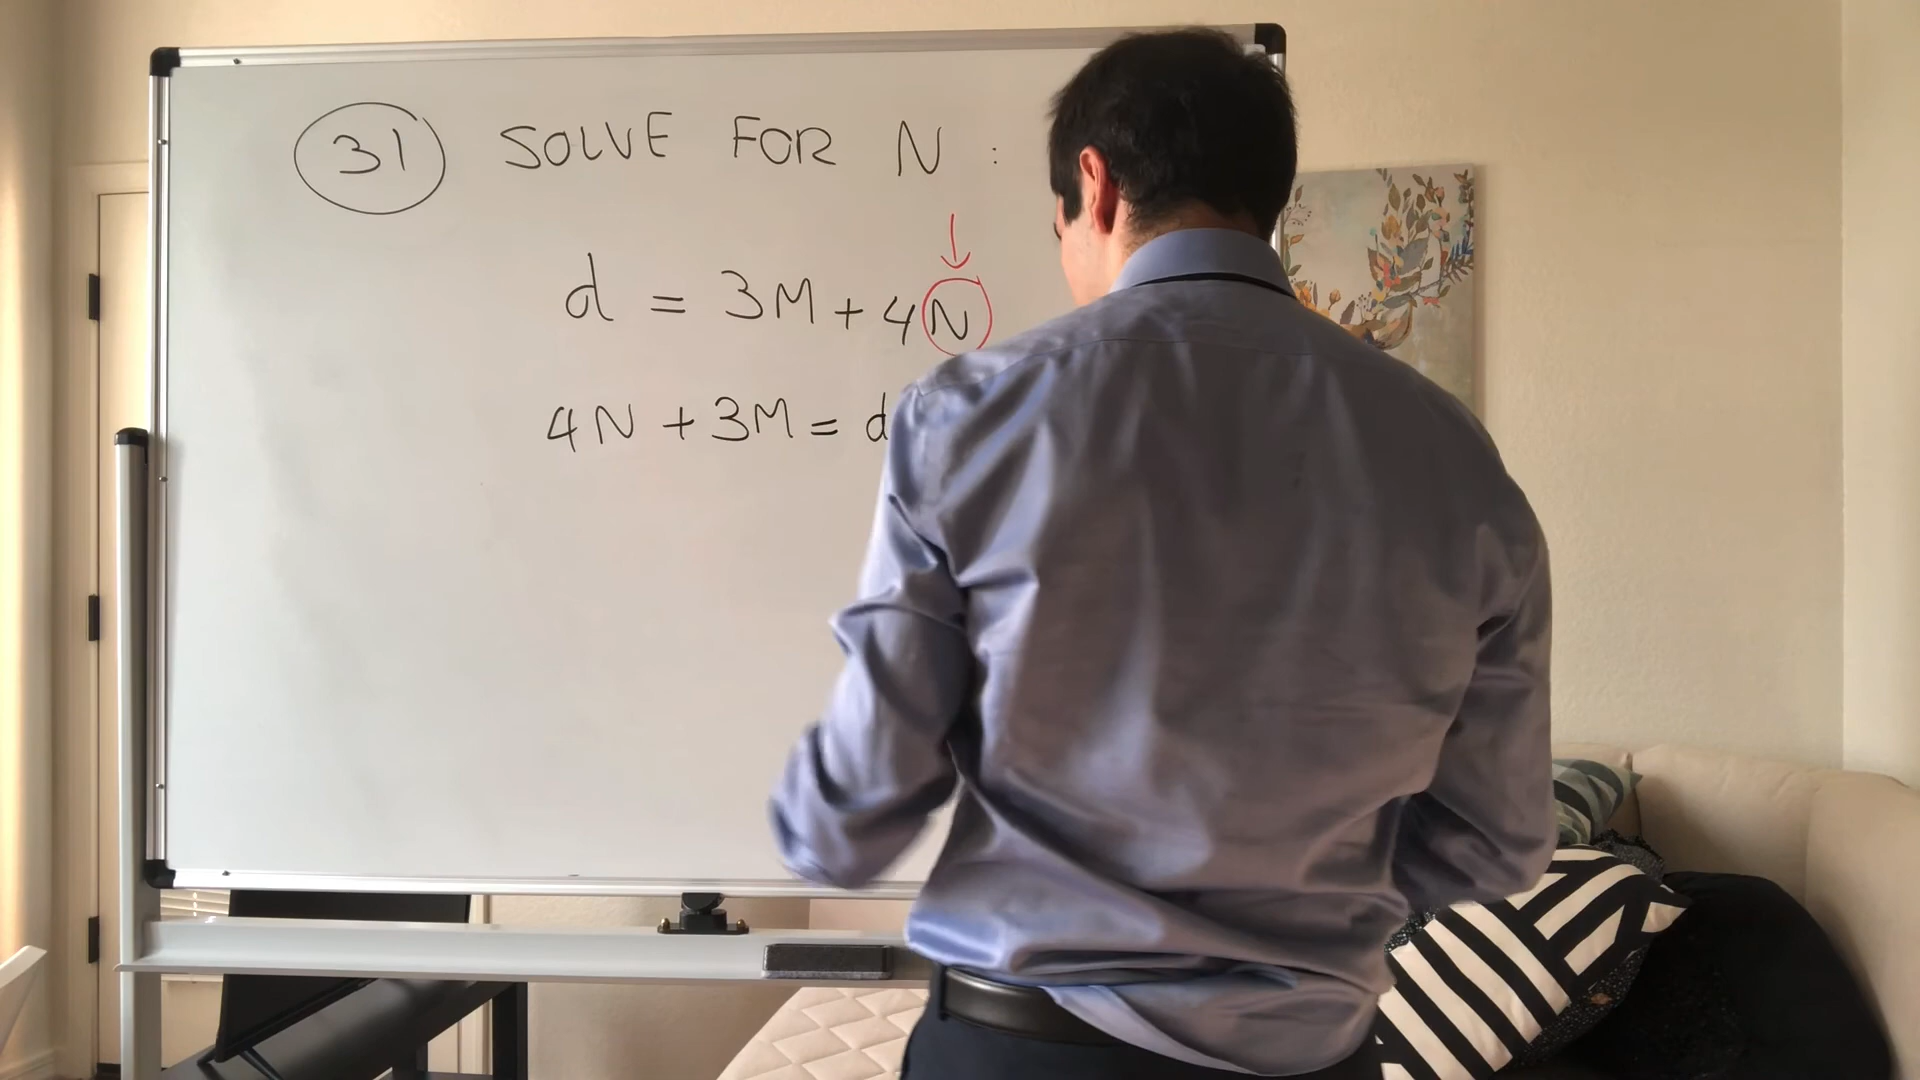 31 SOLVE FOR N :
d = 3M + 4N
4N + 3M = d